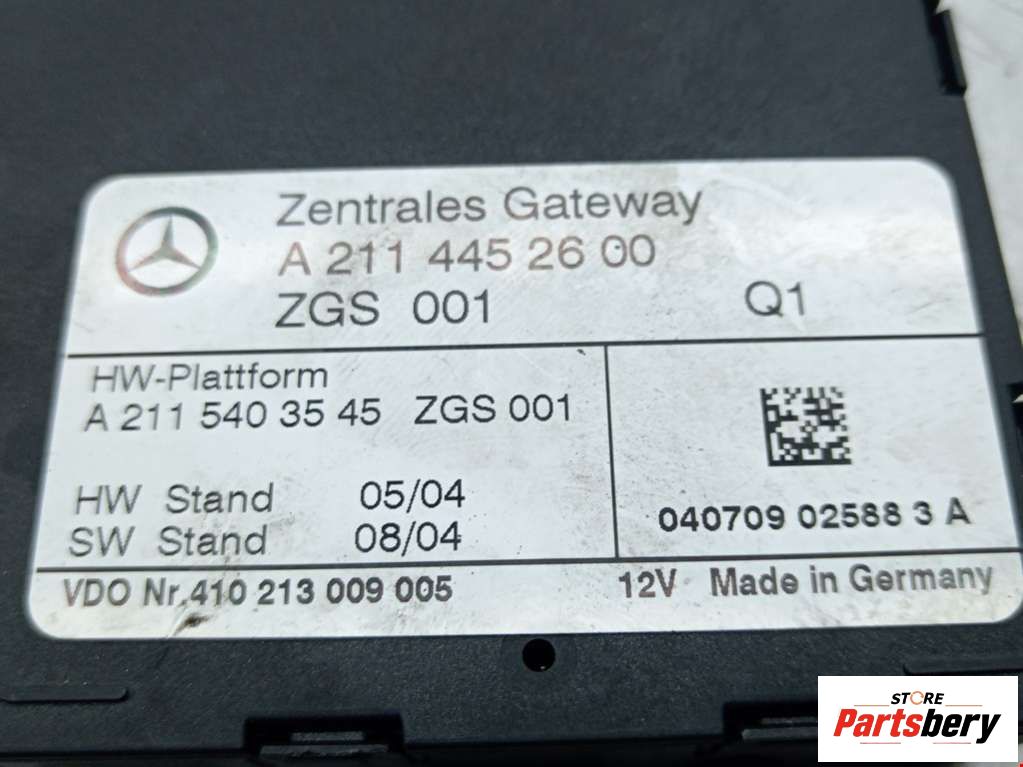 Zentrales Gateway
A 211 445 26 00
ZGS 001 Q1
HW-Plattform
A 211 540 35 45 ZGS 001
HW Stand 05/04
SW Stand 08/04
040709 02588 3 A
VDO Nr.410 213 009 005 12V Made in Germany
STORE
Partsbery